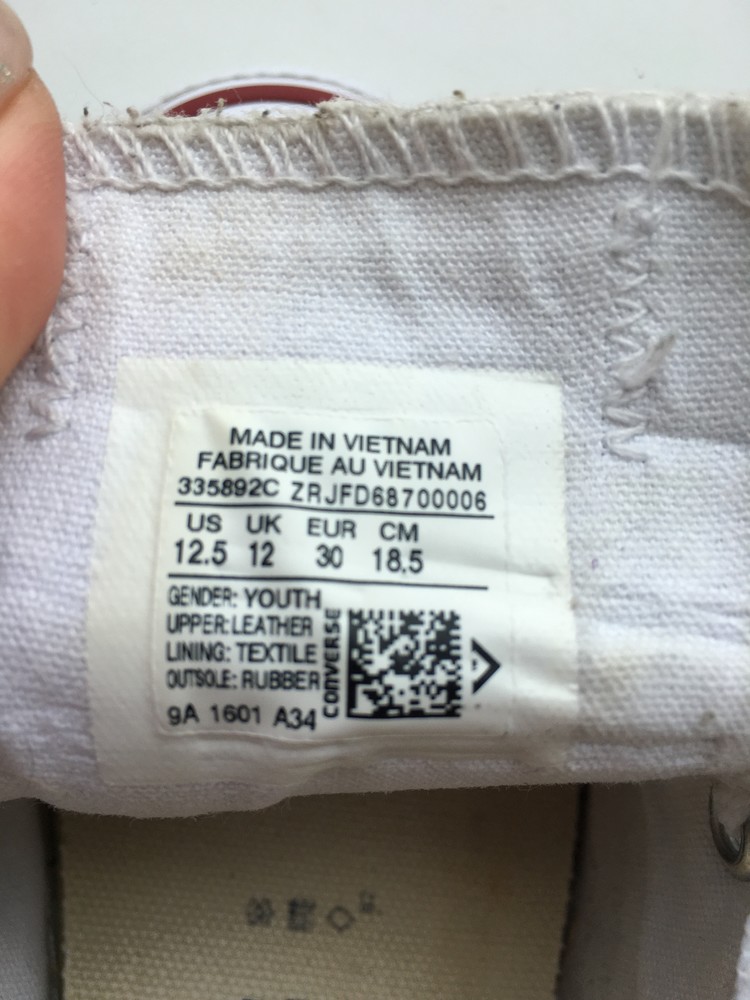 MADE IN VIETNAM
FABRIQUE AU VIETNAM
335892C ZRJFD68700006
US UK EUR CM
12.5 12 30 18.5
GENDER: YOUTH
UPPER: LEATHER
LINING: TEXTILE
OUTSOLE: RUBBER
9A 1601 A34
CONVERSE